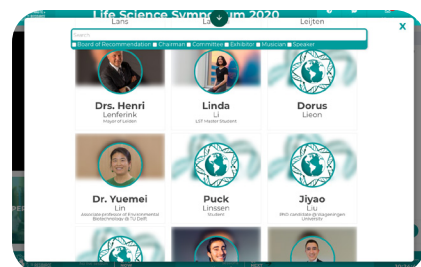 Life Science Symposium 2020
Lans
Leijten
X
Search
Board of Recommendation Chairman Committee Exhibitor Musician Speaker
Drs. Henri
Lenferink
Mayor of Leiden
Linda
Li
LST Master Student
Dorus
Lieon
Dr. Yuemei
Lin
Associate professor of Environmental
Biotechnology @ TU Delft
Puck
Linssen
Student
Jiyao
Liu
PhD candidate @ Wageningen
University